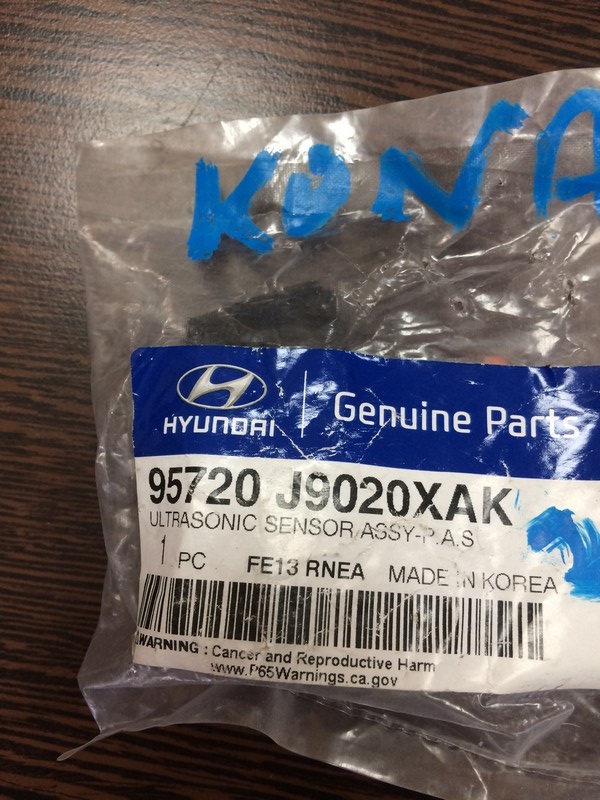 KONA
HYUNDAI
Genuine Parts
95720 J9020XAK
ULTRASONIC SENSOR ASSY-P.A.S
1 PC FE13 RNEA MADE IN KOREA
WARNING : Cancer and Reproductive Harm
www.P65Warnings.ca.gov